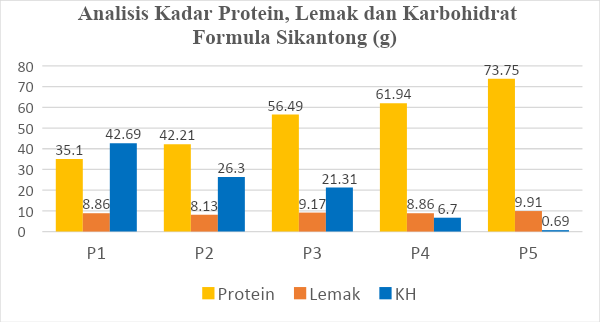 Analisis Kadar Protein, Lemak dan Karbohidrat
Formula Sikantong (g)
80
70
60
50
40
30
20
10
0
35.1
8.86
42.69
42.21
8.13
26.3
56.49
9.17
21.31
61.94
8.86
6.7
73.75
9.91
0.69
P1
P2
P3
P4
P5
Protein
Lemak
KH